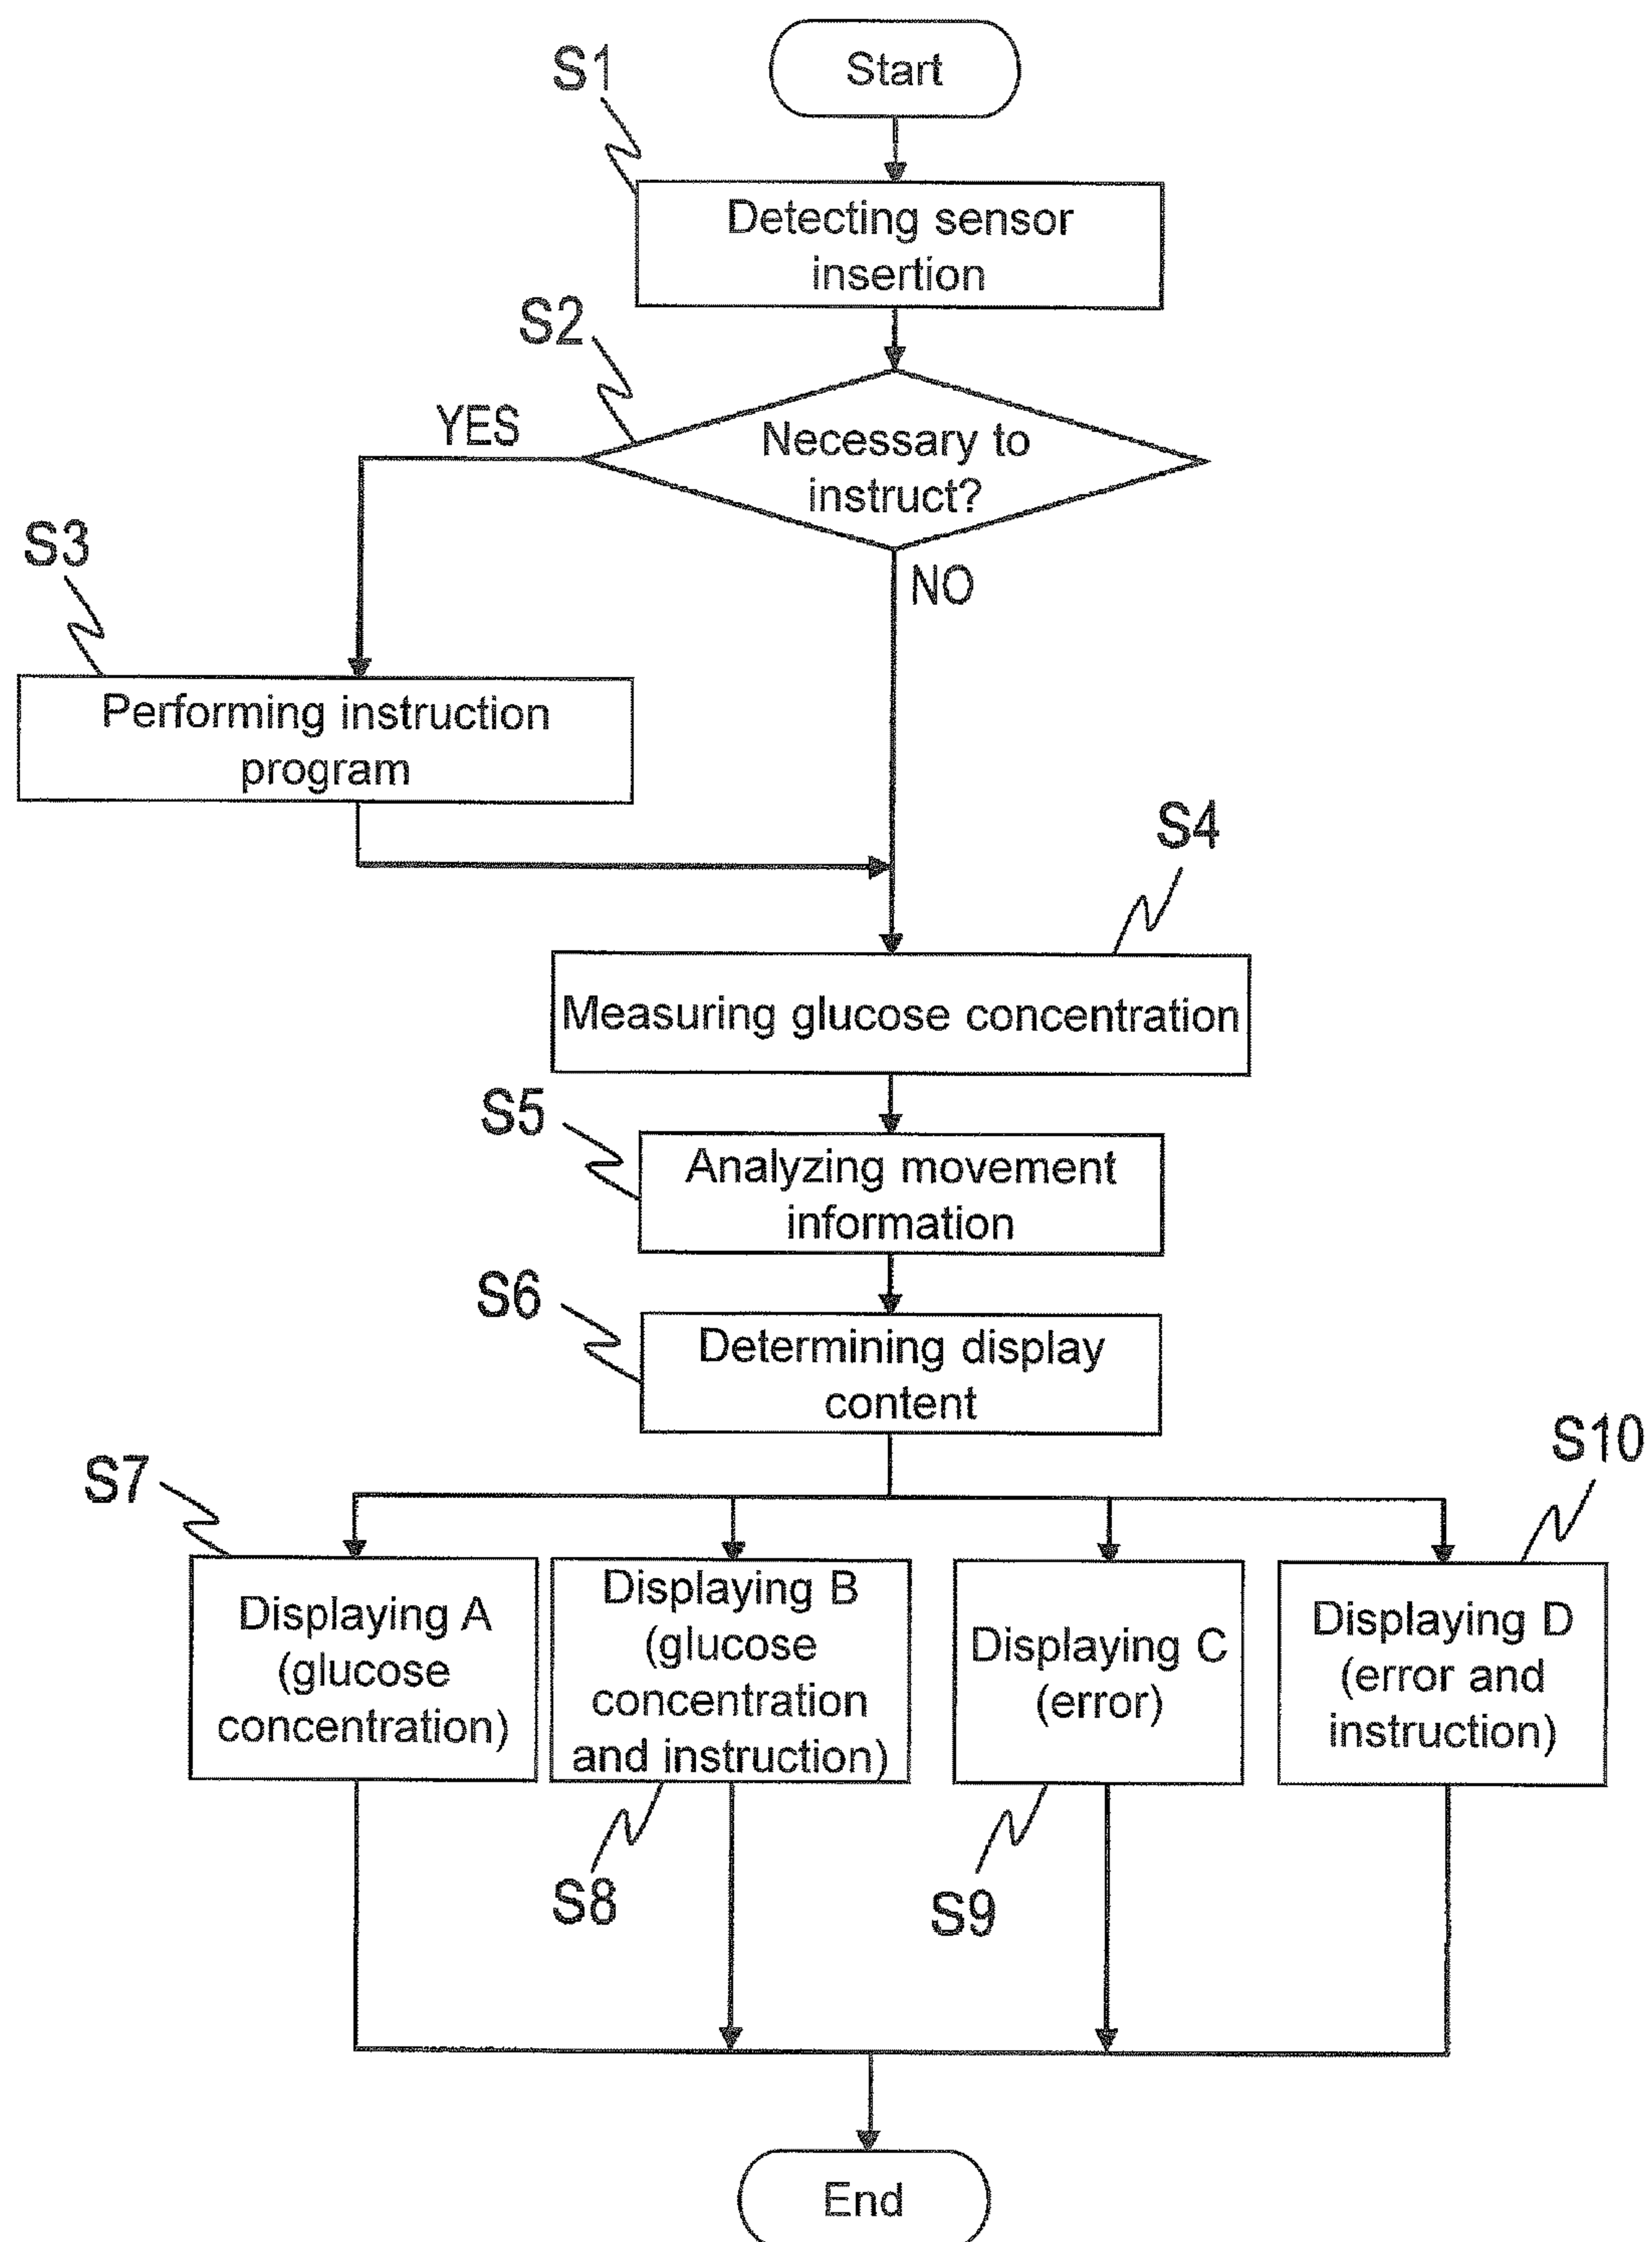 Start
S1
Detecting sensor
insertion
S2
YES
Necessary to
instruct?
NO
S3
Performing instruction
program
S4
Measuring glucose concentration
S5
Analyzing movement
information
S6
Determining display
content
S7
Displaying A
(glucose
concentration)
Displaying B
(glucose
concentration
and instruction)
S8
Displaying C
(error)
S9
S10
Displaying D
(error and
instruction)
End